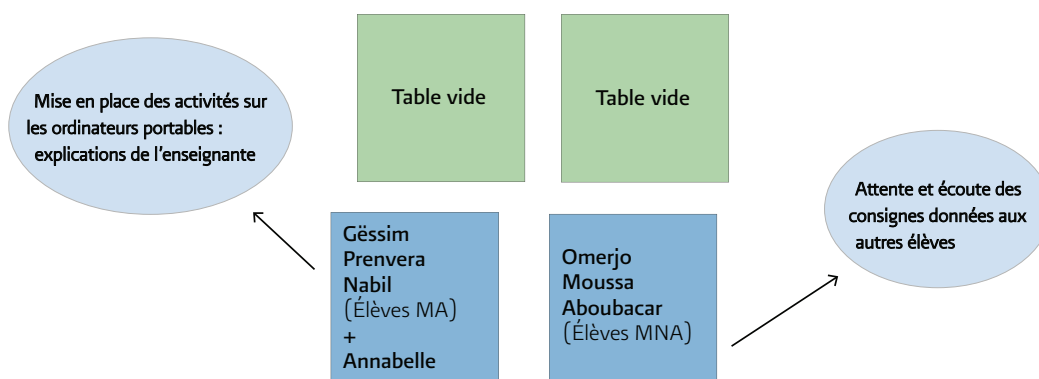 Mise en place des activités sur
les ordinateurs portables :
explications de l'enseignante
Table vide
Table vide
Attente et écoute des
consignes données aux
autres élèves
Gëssim
Prenvera
Nabil
(Élèves MA)
+
Annabelle
Omerjo
Moussa
Aboubacar
(Élèves MNA)